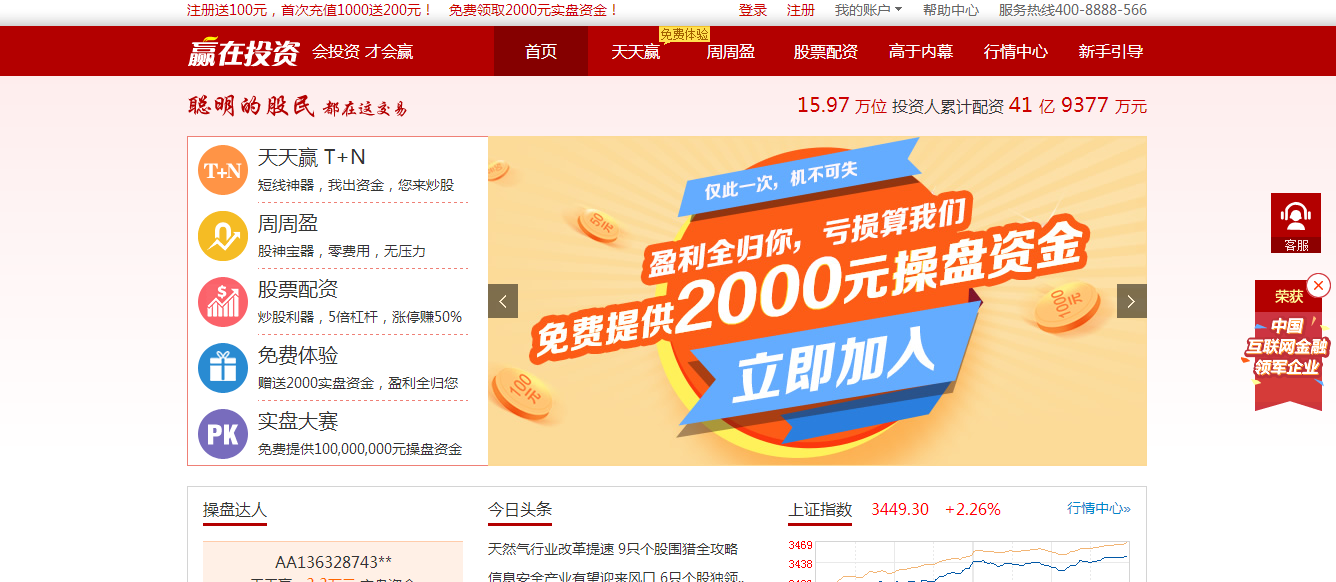 注册送100元，首次充值1000送200元！ 免费领取2000元实盘资金！ 登录 注册 我的账户 帮助中心 服务热线400-8888-566
赢在投资 会投资 才会赢 首页 天天赢 免费体验 周周盈 股票配资 高于内幕 行情中心 新手引导
聪明的股民 都在这交易 15.97 万位 投资人累计配资 41 亿 9377 万元
T+N
天天赢 T+N
短线神器，我出资金，您来炒股
周周盈
股神宝器，零费用，无压力
股票配资
炒股利器，5倍杠杆，涨停赚50%
免费体验
赠送2000实盘资金，盈利全归您
PK
实盘大赛
免费提供100,000,000元操盘资金
仅此一次，机不可失
盈利全归你，亏损算我们
免费提供2000元操盘资金
立即加入
100元
100元
客服
荣获
中国
互联网金融
领军企业
操盘达人
AA136328743**
今日头条
天然气行业改革提速 9只个股围猎全攻略
信息安全产业有望迎来风口 6只个股独领..
上证指数 3449.30 +2.26% 行情中心»
3469
3438